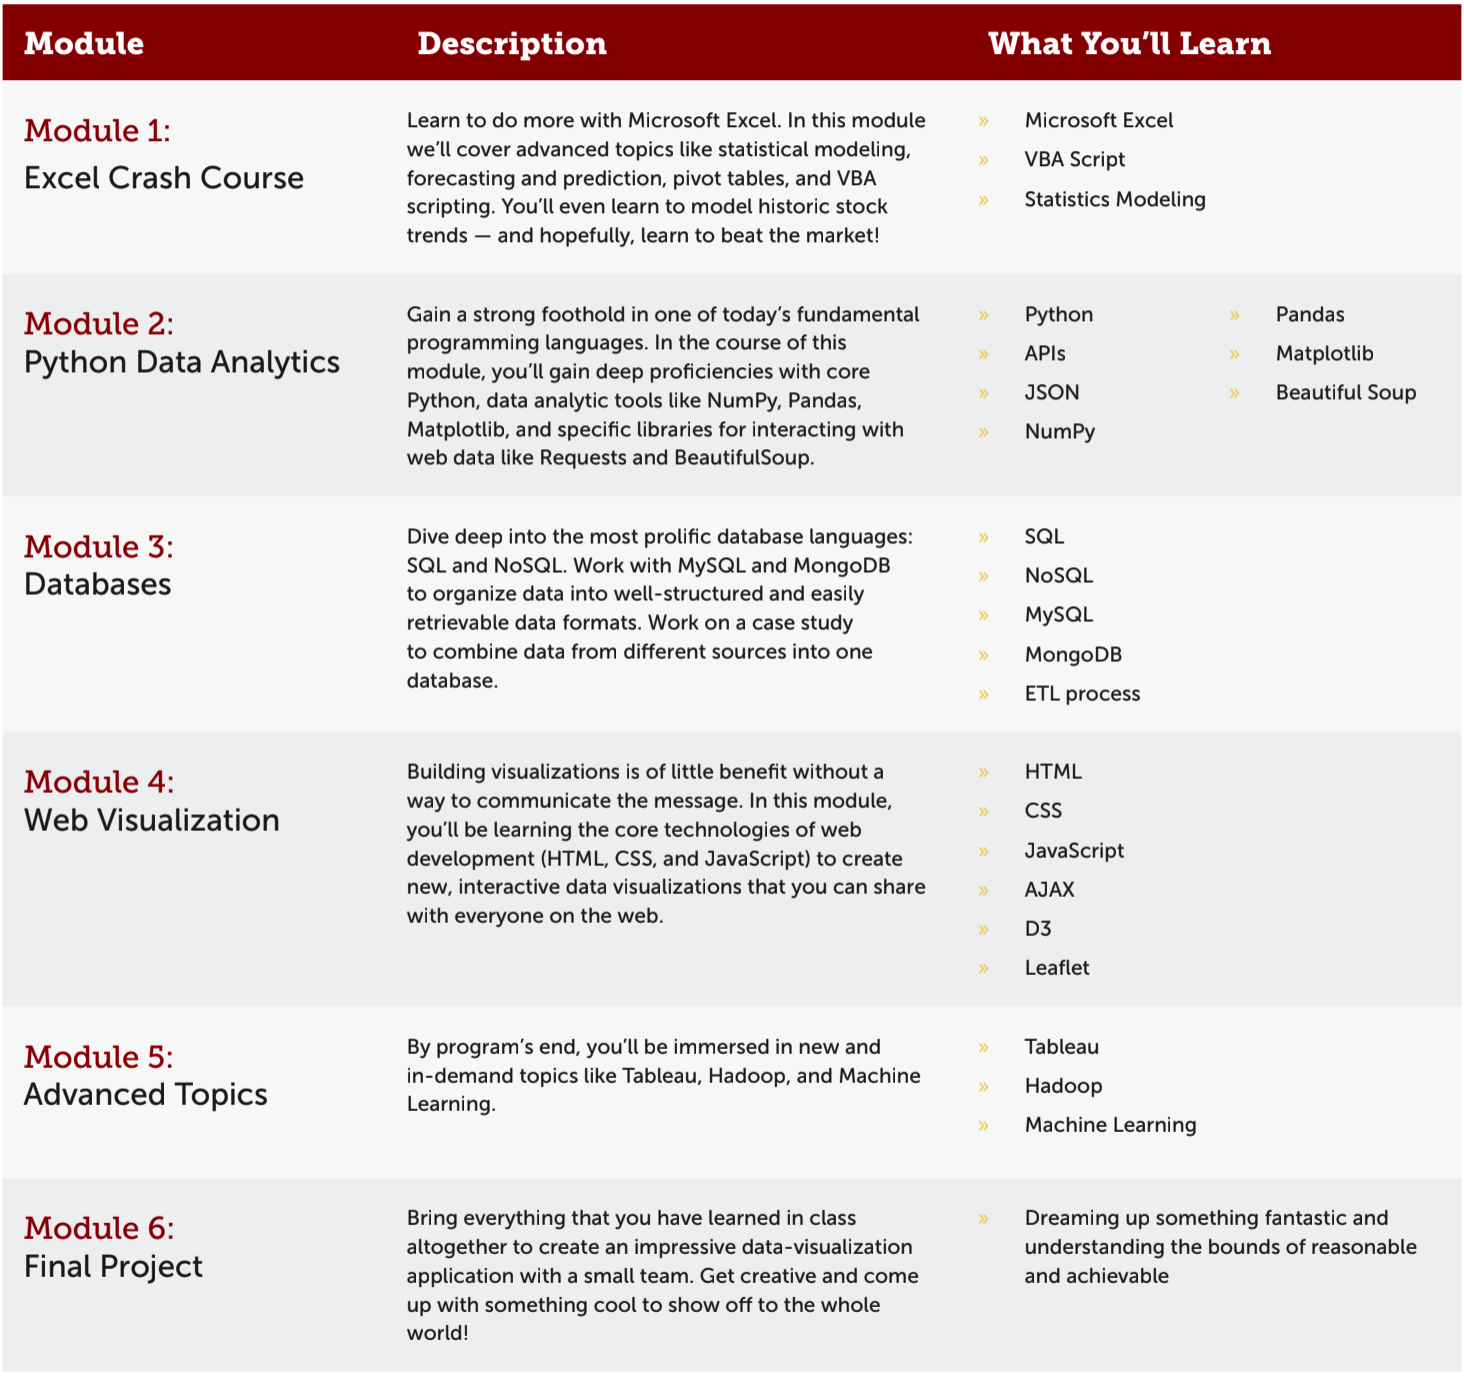 Module
Description
What You’ll Learn
Module 1:
Excel Crash Course
Learn to do more with Microsoft Excel. In this module
we’ll cover advanced topics like statistical modeling,
forecasting and prediction, pivot tables, and VBA
scripting. You’ll even learn to model historic stock
trends — and hopefully, learn to beat the market!
» Microsoft Excel
» VBA Script
» Statistics Modeling
Module 2:
Python Data Analytics
Gain a strong foothold in one of today’s fundamental
programming languages. In the course of this
module, you’ll gain deep proficiencies with core
Python, data analytic tools like NumPy, Pandas,
Matplotlib, and specific libraries for interacting with
web data like Requests and BeautifulSoup.
» Python
» APIs
» JSON
» NumPy
» Pandas
» Matplotlib
» Beautiful Soup
Module 3:
Databases
Dive deep into the most prolific database languages:
SQL and NoSQL. Work with MySQL and MongoDB
to organize data into well-structured and easily
retrievable data formats. Work on a case study
to combine data from different sources into one
database.
» SQL
» NoSQL
» MySQL
» MongoDB
» ETL process
Module 4:
Web Visualization
Building visualizations is of little benefit without a
way to communicate the message. In this module,
you’ll be learning the core technologies of web
development (HTML, CSS, and JavaScript) to create
new, interactive data visualizations that you can share
with everyone on the web.
» HTML
» CSS
» JavaScript
» AJAX
» D3
» Leaflet
Module 5:
Advanced Topics
By program’s end, you’ll be immersed in new and
in-demand topics like Tableau, Hadoop, and Machine
Learning.
» Tableau
» Hadoop
» Machine Learning
Module 6:
Final Project
Bring everything that you have learned in class
altogether to create an impressive data-visualization
application with a small team. Get creative and come
up with something cool to show off to the whole
world!
» Dreaming up something fantastic and
understanding the bounds of reasonable
and achievable